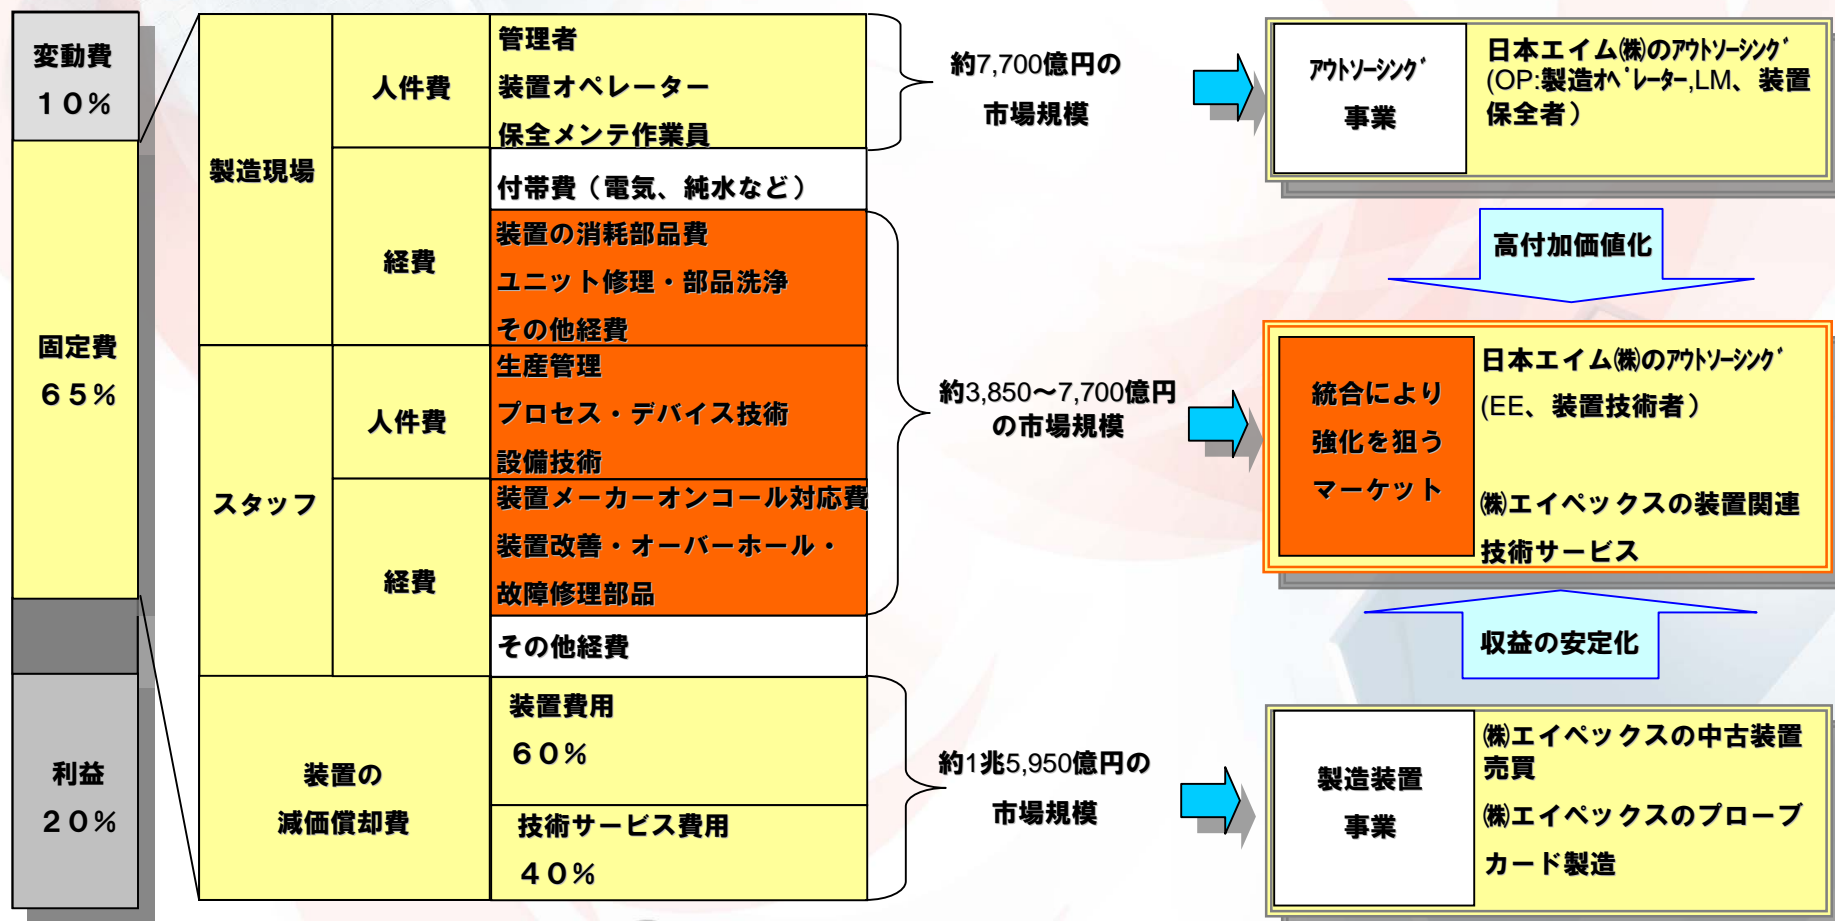 変動費
１０％
固定費
６５％
利益
２０％
製造現場
人件費
管理者
装置オペレーター
保全メンテ作業員
経費
付帯費（電気、純水など）
装置の消耗部品費
ユニット修理・部品洗浄
その他経費
スタッフ
人件費
生産管理
プロセス・デバイス技術
設備技術
経費
装置メーカーオンコール対応費
装置改善・オーバーホール・
故障修理部品
その他経費
装置の
減価償却費
装置費用
６０％
技術サービス費用
４０％
約7,700億円の
市場規模
約3,850～7,700億円
の市場規模
約1兆5,950億円の
市場規模
ｱｳﾄｿｰｼﾝｸﾞ
事業
日本エイム㈱のｱｳﾄｿｰｼﾝｸﾞ
(OP:製造ｵﾍﾟﾚｰﾀｰ,LM、装置
保全者）
高付加価値化
統合により
強化を狙う
マーケット
日本エイム㈱のｱｳﾄｿｰｼﾝｸﾞ
(EE、装置技術者）
㈱エイペックスの装置関連
技術サービス
収益の安定化
製造装置
事業
㈱エイペックスの中古装置
売買
㈱エイペックスのプローブ
カード製造